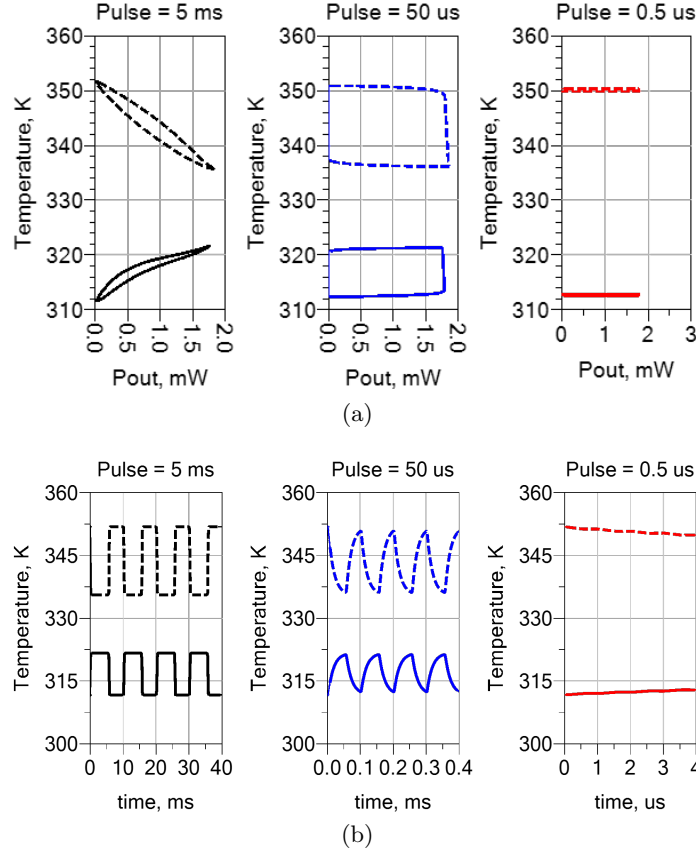 Pulse = 5 ms
Pulse = 50 us
Pulse = 0.5 us
Temperature, K
360
350
340
330
320
310
0.0
0.5
1.0
1.5
2.0
Pout, mW
Temperature, K
360
350
340
330
320
310
0.0
0.5
1.0
1.5
2.0
Pout, mW
Temperature, K
360
350
340
330
320
310
0
1
2
3
Pout, mW
(a)
Pulse = 5 ms
Pulse = 50 us
Pulse = 0.5 us
Temperature, K
360
345
330
315
300
0 10 20 30 40
time, ms
Temperature, K
360
345
330
315
300
0.0 0.1 0.2 0.3 0.4
time, ms
Temperature, K
360
345
330
315
300
0 1 2 3 4
time, us
(b)